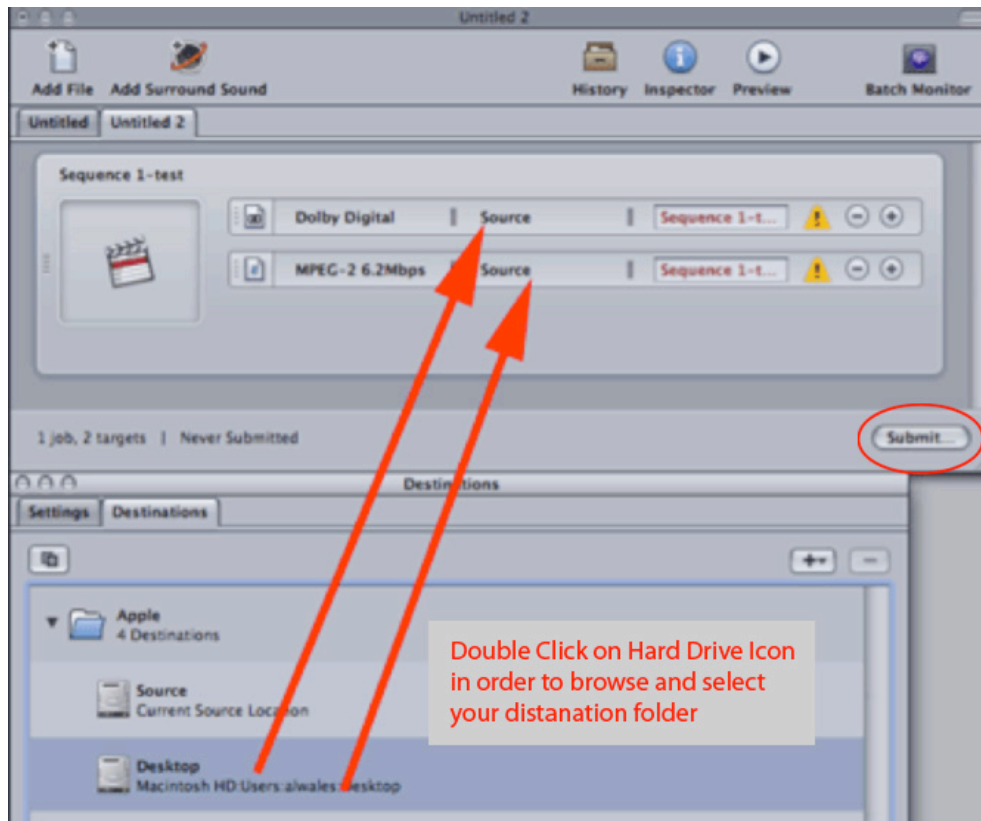 Untitled 2
Add File Add Surround Sound History Inspector Preview Batch Monitor
Untitled Untitled 2
Sequence 1-test
Dolby Digital Source Sequence 1-t...
MPEG-2 6.2Mbps Source Sequence 1-t...
1 job, 2 targets | Never Submitted Submit...
Destinations
Settings Destinations
Apple
4 Destinations
Double Click on Hard Drive Icon
in order to browse and select
your distanation folder
Source
Current Source Location
Desktop
Macintosh HD:Users:alwales:Desktop